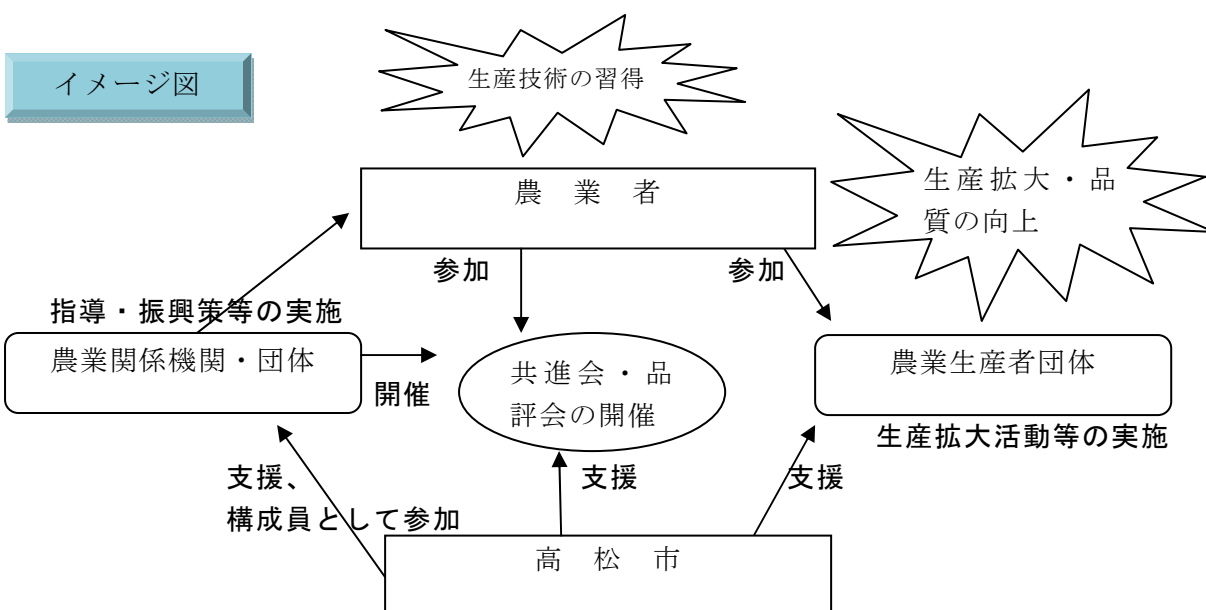 イメージ図
生産技術の習得
農業者
生産拡大・品
質の向上
参加
参加
指導・振興策等の実施
農業関係機関・団体
開催
共進会・品
評会の開催
農業生産者団体
生産拡大活動等の実施
支援、
構成員として参加
支援
支援
高松市